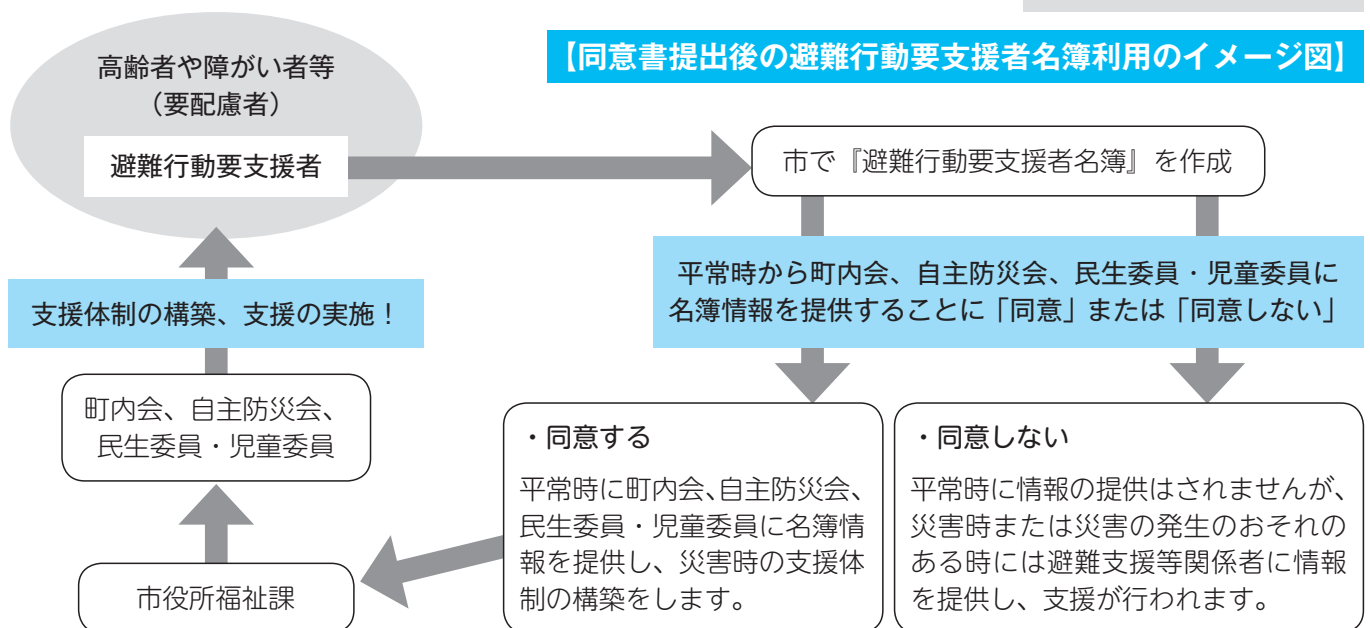 【同意書提出後の避難行動要支援者名簿利用のイメージ図】
高齢者や障がい者等
（要配慮者）
避難行動要支援者
市で『避難行動要支援者名簿』を作成
平常時から町内会、自主防災会、民生委員・児童委員に
名簿情報を提供することに「同意」または「同意しない」
支援体制の構築、支援の実施！
町内会、自主防災会、
民生委員・児童委員
市役所福祉課
・同意する
平常時に町内会、自主防災会、
民生委員・児童委員に名簿情
報を提供し、災害時の支援体
制の構築をします。
・同意しない
平常時に情報の提供はされませんが、
災害時または災害の発生のおそれの
ある時には避難支援等関係者に情報
を提供し、支援が行われます。